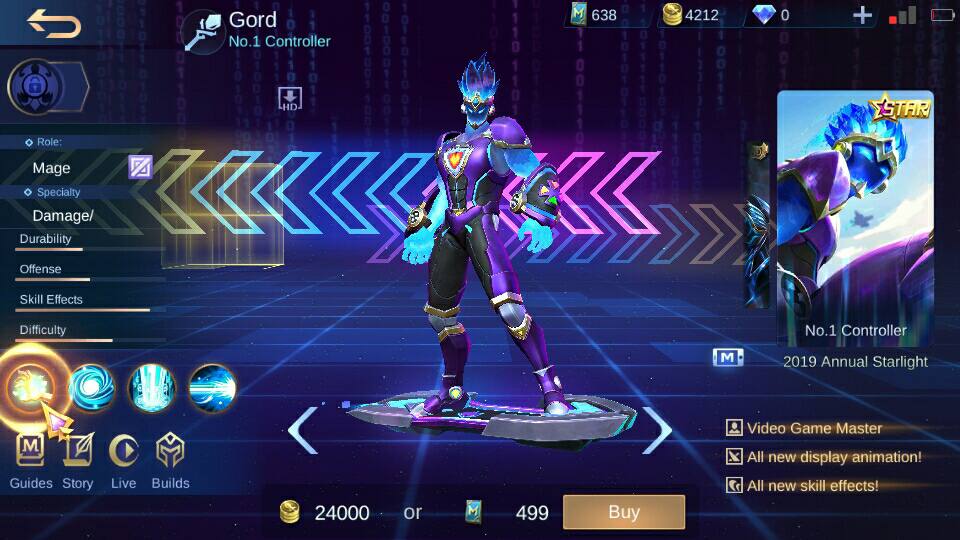 Gord
No.1 Controller
638
4212
0
HD
Role:
Mage
Specialty
Damage/
Durability
Offense
Skill Effects
Difficulty
STAR
No.1 Controller
M
2019 Annual Starlight
Video Game Master
All new display animation!
All new skill effects!
M
Guides
Story
Live
Builds
24000
or
M
499
Buy